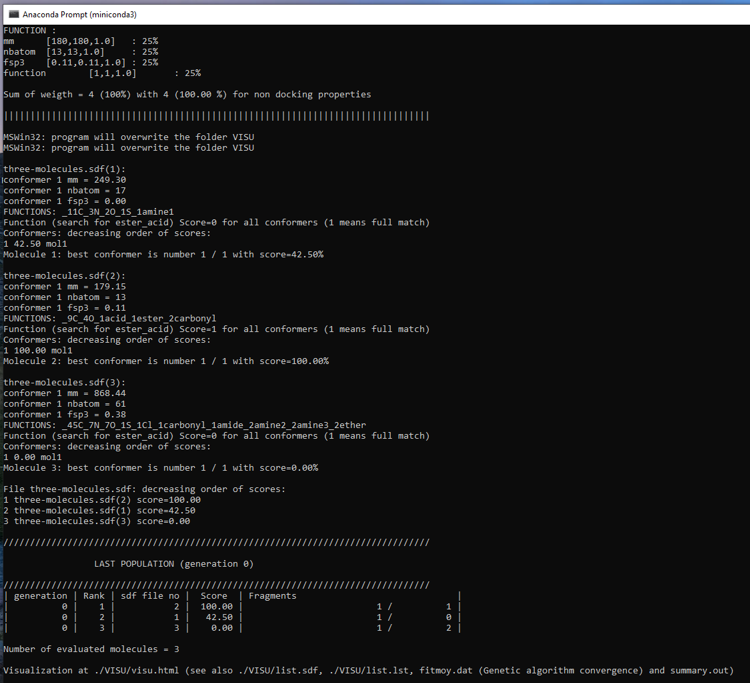 Anaconda Prompt (miniconda3)
FUNCTION :
mm      [180,180,1.0]   : 25%
nbatom  [13,13,1.0]     : 25%
fsp3    [0.11,0.11,1.0] : 25%
function        [1,1,1.0]       : 25%
Sum of weigth = 4 (100%) with 4 (100.00 %) for non docking properties
||||||||||||||||||||||||||||||||||||||||||||||||||||||||||||||||||||||||||||||||
MSWin32: program will overwrite the folder VISU
MSWin32: program will overwrite the folder VISU
three-molecules.sdf(1):
conformer 1 mm = 249.30
conformer 1 nbatom = 17
conformer 1 fsp3 = 0.00
FUNCTIONS: _11C_3N_2O_1S_1amine1
Function (search for ester_acid) Score=0 for all conformers (1 means full match)
Conformers: decreasing order of scores:
1 42.50 mol1
Molecule 1: best conformer is number 1 / 1 with score=42.50%
three-molecules.sdf(2):
conformer 1 mm = 179.15
conformer 1 nbatom = 13
conformer 1 fsp3 = 0.11
FUNCTIONS: _9C_4O_1acid_1ester_2carbonyl
Function (search for ester_acid) Score=1 for all conformers (1 means full match)
Conformers: decreasing order of scores:
1 100.00 mol1
Molecule 2: best conformer is number 1 / 1 with score=100.00%
three-molecules.sdf(3):
conformer 1 mm = 868.44
conformer 1 nbatom = 61
conformer 1 fsp3 = 0.38
FUNCTIONS: _45C_7N_7O_1S_1Cl_1carbonyl_1amide_2amine2_2amine3_2ether
Function (search for ester_acid) Score=0 for all conformers (1 means full match)
Conformers: decreasing order of scores:
1 0.00 mol1
Molecule 3: best conformer is number 1 / 1 with score=0.00%
File three-molecules.sdf: decreasing order of scores:
1 three-molecules.sdf(2) score=100.00
2 three-molecules.sdf(1) score=42.50
3 three-molecules.sdf(3) score=0.00
////////////////////////////////////////////////////////////////////////////////
LAST POPULATION (generation 0)
////////////////////////////////////////////////////////////////////////////////
| generation | Rank | sdf file no | Score  | Fragments                              |
|          0 |    1 |           2 | 100.00 |                         1 /          1 |
|          0 |    2 |           1 |  42.50 |                         1 /          0 |
|          0 |    3 |           3 |   0.00 |                         1 /          2 |
Number of evaluated molecules = 3
Visualization at ./VISU/visu.html (see also ./VISU/list.sdf, ./VISU/list.lst, fitmoy.dat (Genetic algorithm convergence) and summary.out)